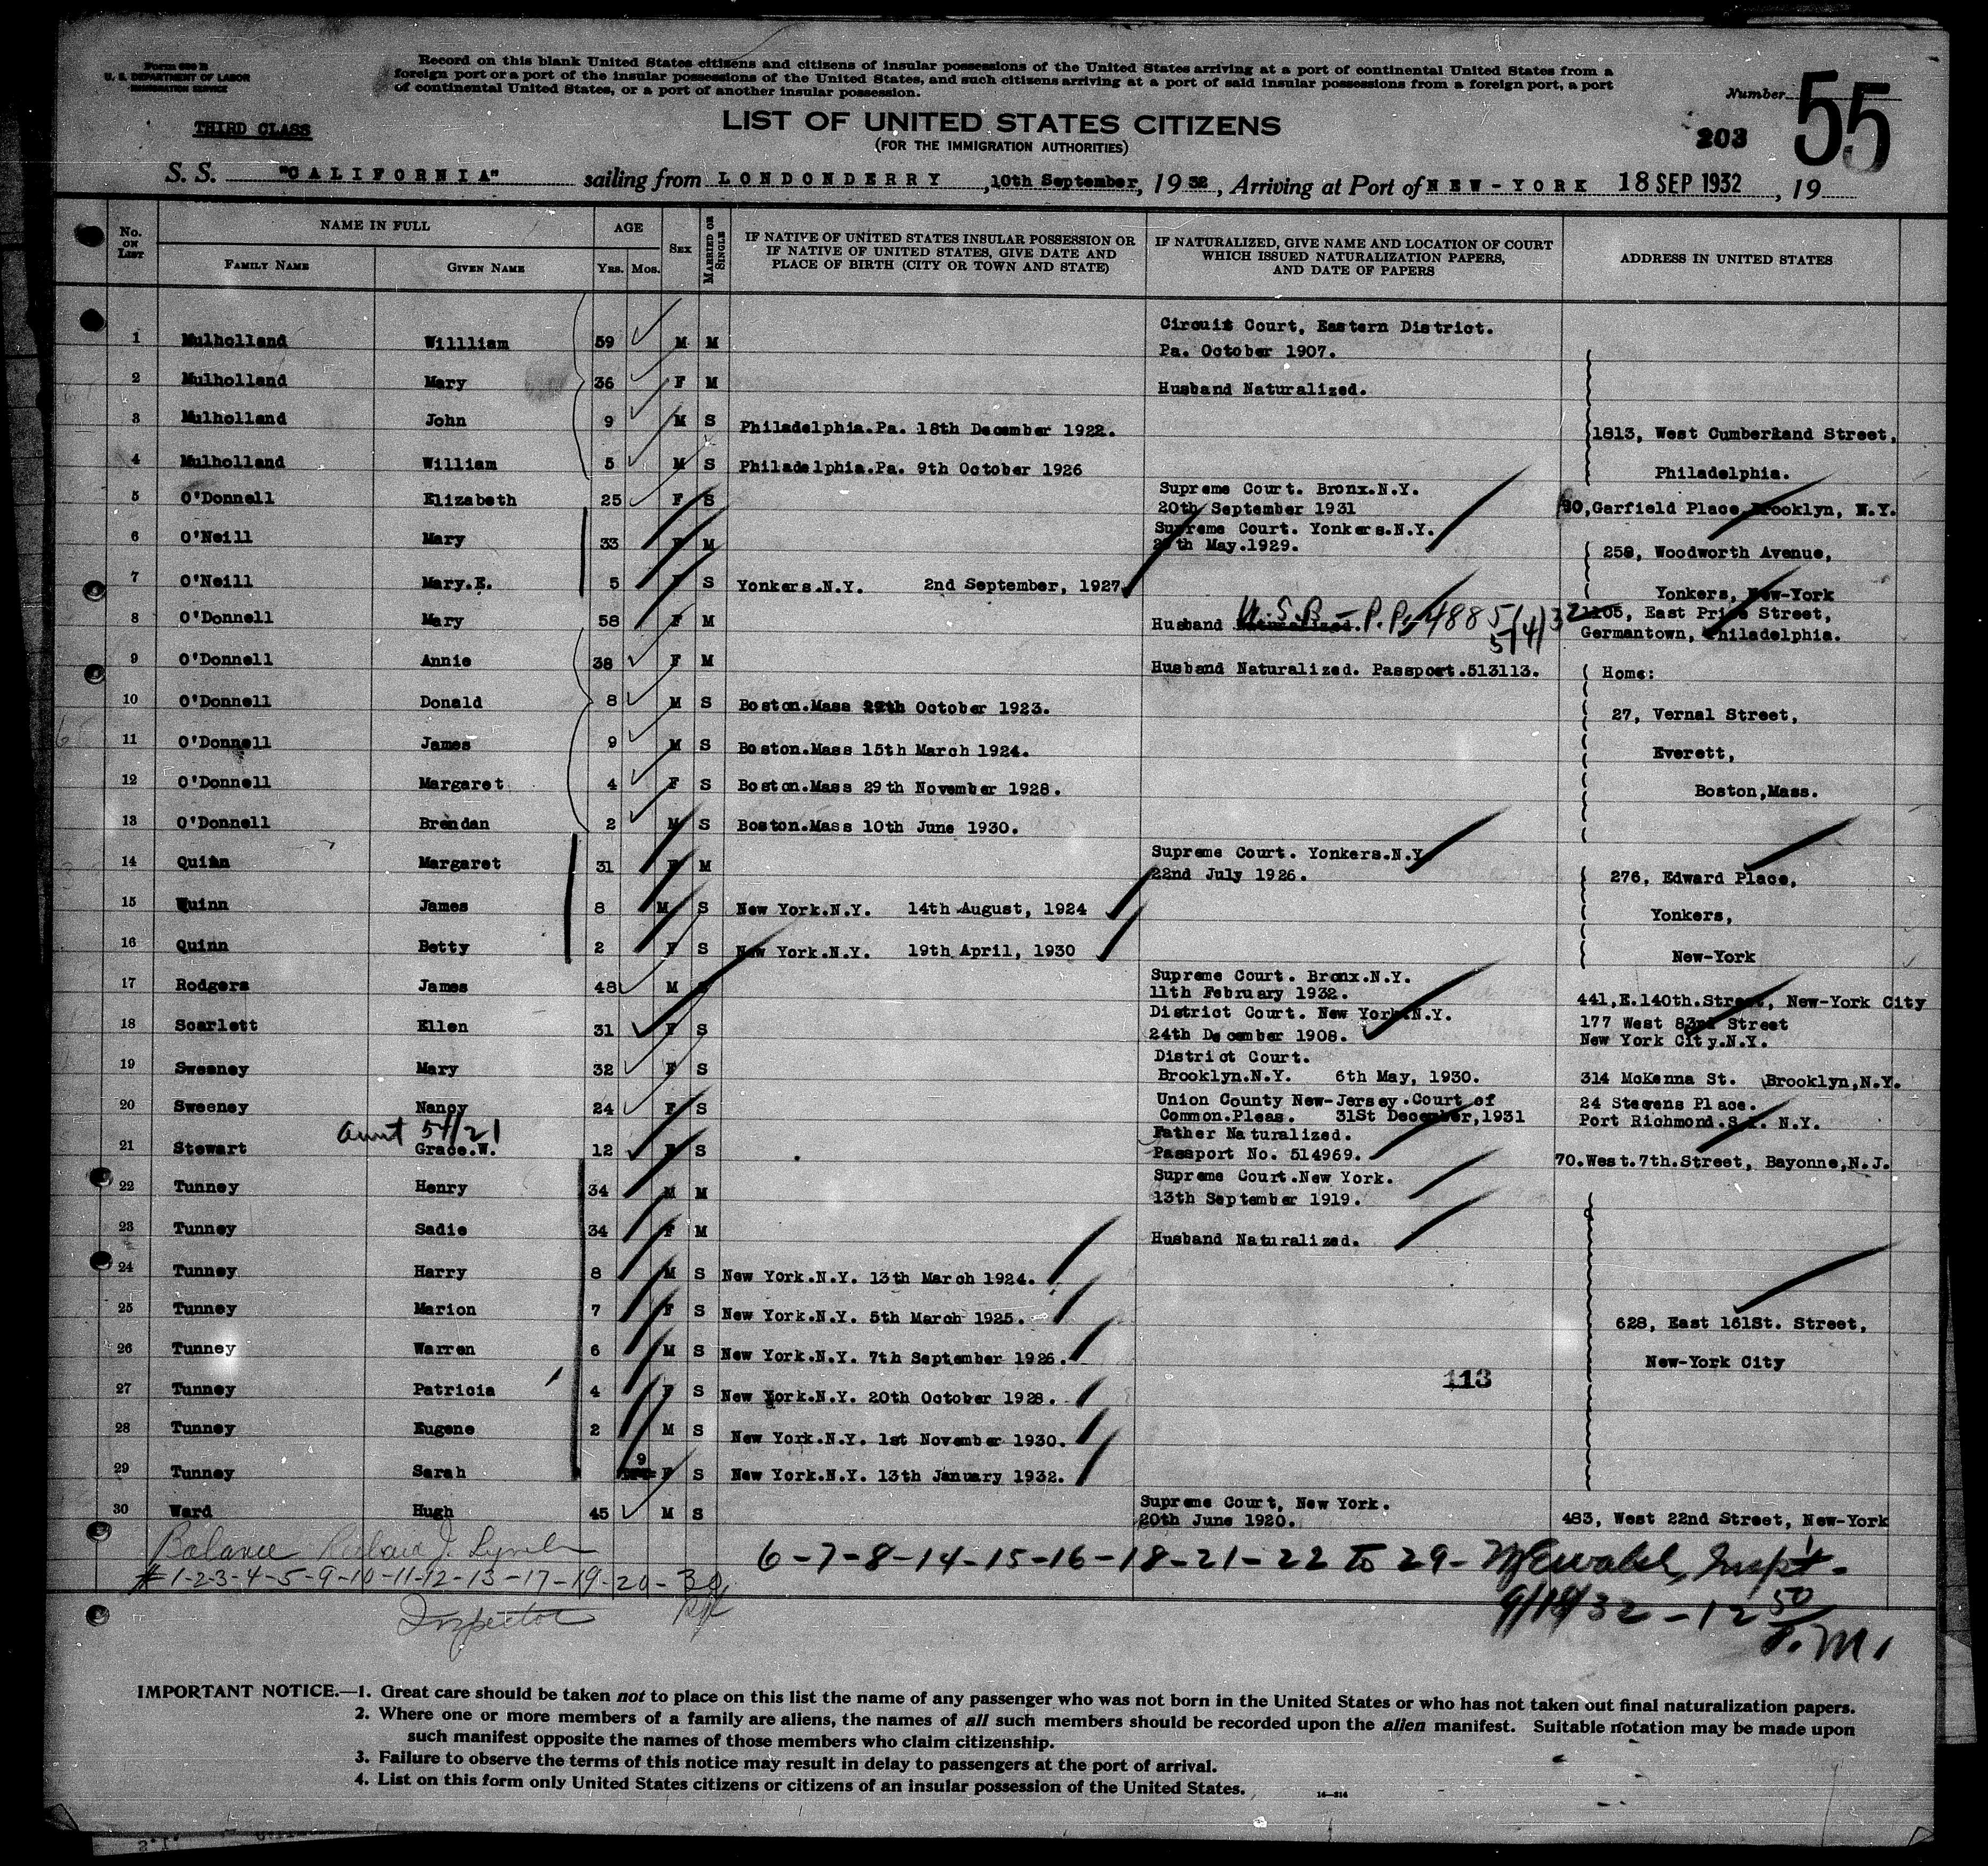 Form 630 B
U. S. DEPARTMENT OF LABOR
IMMIGRATION SERVICE
Record on this blank United States citizens and citizens of insular possessions of the United States arriving at a port of continental United States from a
foreign port or a port of the insular possessions of the United States, and such citizens arriving at a port of said insular possessions from a foreign port, a port
of continental United States, or a port of another insular possession.
Number 55
THIRD CLASS
LIST OF UNITED STATES CITIZENS
(FOR THE IMMIGRATION AUTHORITIES)
203
S. S. "CALIFORNIA" sailing from LONDONDERRY, 10th September, 1932, Arriving at Port of NEW-YORK 18 SEP 1932, 19
No. ON LIST
NAME IN FULL
FAMILY NAME GIVEN NAME
AGE
YRS. MOS.
SEX
MARRIED OR SINGLE
IF NATIVE OF UNITED STATES INSULAR POSSESSION OR
IF NATIVE OF UNITED STATES, GIVE DATE AND
PLACE OF BIRTH (CITY OR TOWN AND STATE)
IF NATURALIZED, GIVE NAME AND LOCATION OF COURT
WHICH ISSUED NATURALIZATION PAPERS,
AND DATE OF PAPERS
ADDRESS IN UNITED STATES
1 Mulholland Willliam 59 M M Circuit Court, Eastern District.
Pa. October 1907.
2 Mulholland Mary 36 F M Husband Naturalized.
3 Mulholland John 9 M S Philadelphia.Pa. 18th December 1922. 1813, West Cumberland Street,
4 Mulholland William 5 M S Philadelphia.Pa. 9th October 1926 Philadelphia.
5 O'Donnell Elizabeth 25 F S Supreme Court. Bronx.N.Y.
20th September 1931 Garfield Place, Brooklyn, N.Y.
6 O'Neill Mary 33 F M Supreme Court. Yonkers.N.Y.
th May.1929. 258, Woodworth Avenue,
7 O'Neill Mary.E. 5 F S Yonkers.N.Y. 2nd September, 1927. Yonkers, New-York
8 O'Donnell Mary 58 F M Husband U.S.B - P.P. 4885 5/4/32 1105, East Price Street,
Germantown, Philadelphia.
9 O'Donnell Annie 38 F M Husband Naturalized. Passport.513113. Home:
10 O'Donnell Donald 8 M S Boston.Mass October 1923. 27, Vernal Street,
11 O'Donnell James 9 M S Boston.Mass 15th March 1924. Everett,
12 O'Donnell Margaret 4 F S Boston.Mass 29th November 1928. Boston,Mass.
13 O'Donnell Brendan 2 M S Boston.Mass 10th June 1930.
14 Quinn Margaret 31 F M Supreme Court. Yonkers.N.Y
22nd July 1926. 276, Edward Place,
15 Quinn James 8 M S New York.N.Y. 14th August, 1924 Yonkers,
16 Quinn Betty 2 F S New York.N.Y. 19th April, 1930 New-York
17 Rodgers James 48 M Supreme Court. Bronx.N.Y.
11th February 1932. 441,E.140th.Street, New-York City
18 Scarlett Ellen 31 F S District Court. New York.N.Y.
24th December 1908. 177 West 83rd Street
New York City.N.Y.
19 Sweeney Mary 32 F S District Court.
Brooklyn.N.Y. 6th May, 1930. 314 McKenna St. Brooklyn,N.Y.
20 Sweeney Nancy 24 F S Union County New-Jersey.Court of
Common.Pleas. 31St December,1931 24 Stevens Place.
Port Richmond.S.I. N.Y.
aunt 54/21
21 Stewart Grace.W. 12 F S Father Naturalized.
Passport No. 514969. 70.West.7th.Street, Bayonne,N.J.
22 Tunney Henry 34 M M Supreme Court.New York.
13th September 1919.
23 Tunney Sadie 34 F M Husband Naturalized.
24 Tunney Harry 8 M S New York.N.Y. 13th March 1924.
25 Tunney Marion 7 F S New York.N.Y. 5th March 1925. 628, East 161St. Street,
26 Tunney Warren 6 M S New York.N.Y. 7th September 1926. New-York City
27 Tunney Patricia 4 F S New York.N.Y. 20th October 1928. 113
28 Tunney Eugene 2 M S New York.N.Y. 1st November 1930.
29 Tunney Sarah 9 F S New York.N.Y. 13th January 1932.
30 Ward Hugh 45 M S Supreme Court, New York.
20th June 1920. 483, West 22nd Street, New-York
Balance Richard J. Lynch
#1-2-3-4-5-9-10-11-12-13-17-19-20-30
Inspector
6-7-8-14-15-16-18-21-22 to 29- Inspt.
9/18/32 - 12 50
P.M.
IMPORTANT NOTICE.—1. Great care should be taken not to place on this list the name of any passenger who was not born in the United States or who has not taken out final naturalization papers.
2. Where one or more members of a family are aliens, the names of all such members should be recorded upon the alien manifest. Suitable notation may be made upon
such manifest opposite the names of those members who claim citizenship.
3. Failure to observe the terms of this notice may result in delay to passengers at the port of arrival.
4. List on this form only United States citizens or citizens of an insular possession of the United States.
14—214